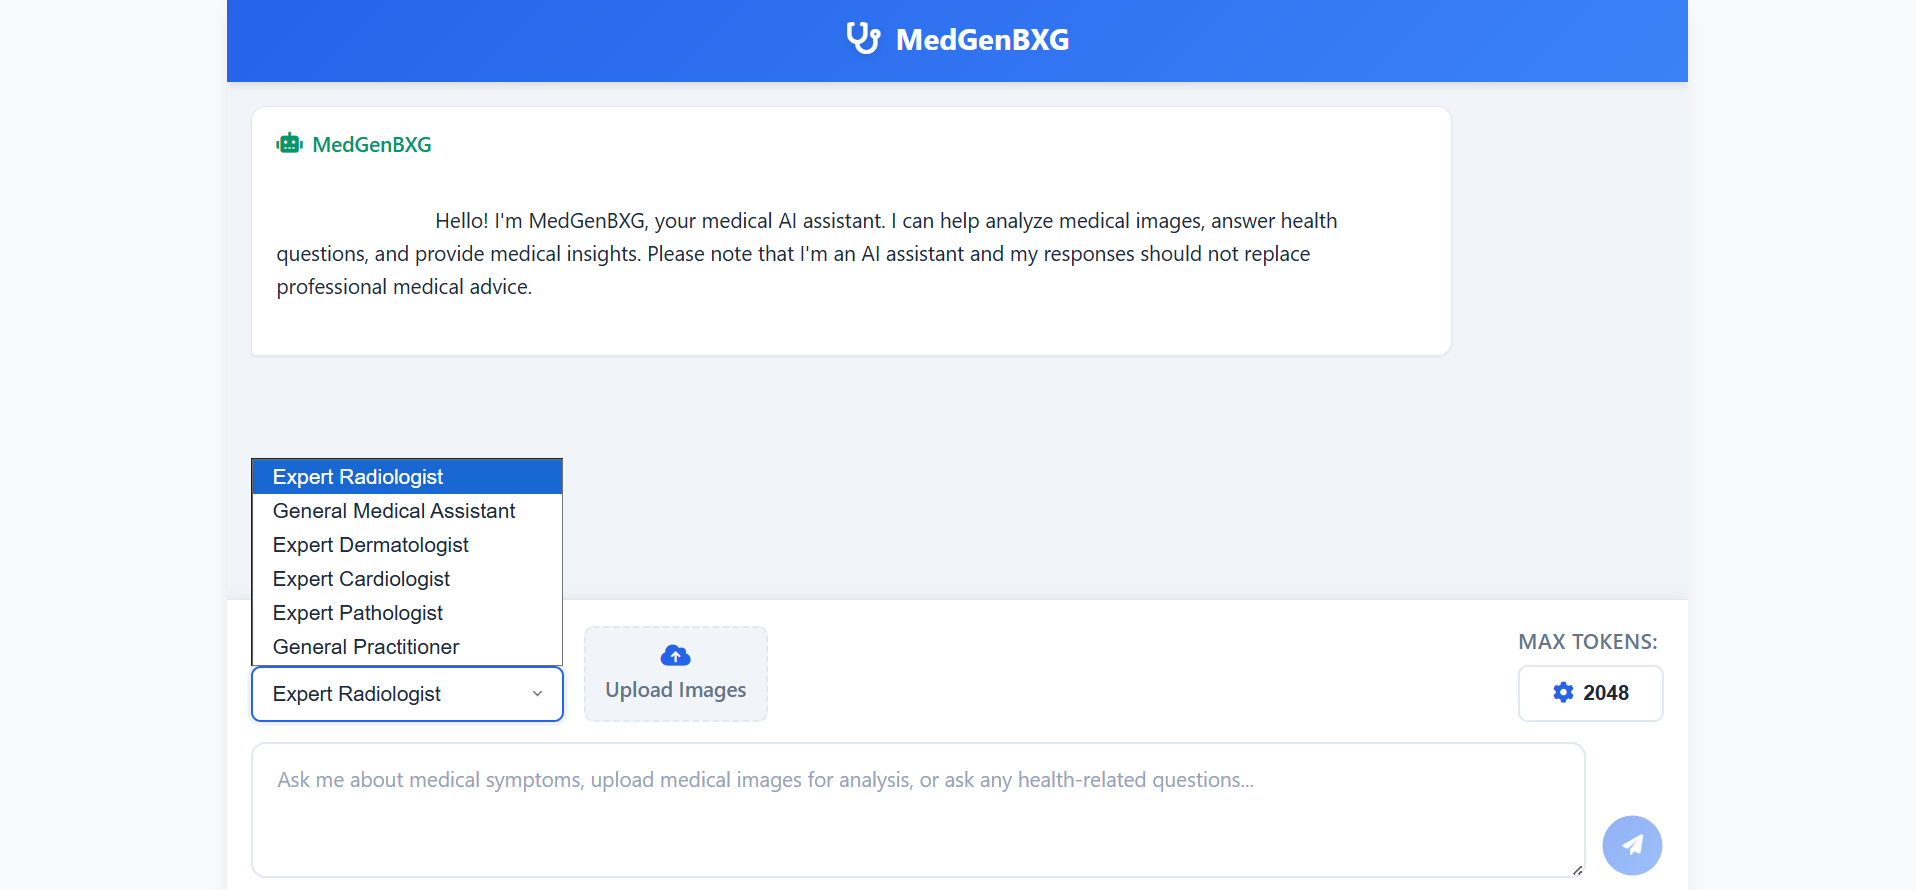 MedGenBXG
MedGenBXG
Hello! I'm MedGenBXG, your medical AI assistant. I can help analyze medical images, answer health
questions, and provide medical insights. Please note that I'm an AI assistant and my responses should not replace
professional medical advice.
Expert Radiologist
General Medical Assistant
Expert Dermatologist
Expert Cardiologist
Expert Pathologist
General Practitioner
Expert Radiologist
Upload Images
MAX TOKENS:
2048
Ask me about medical symptoms, upload medical images for analysis, or ask any health-related questions...